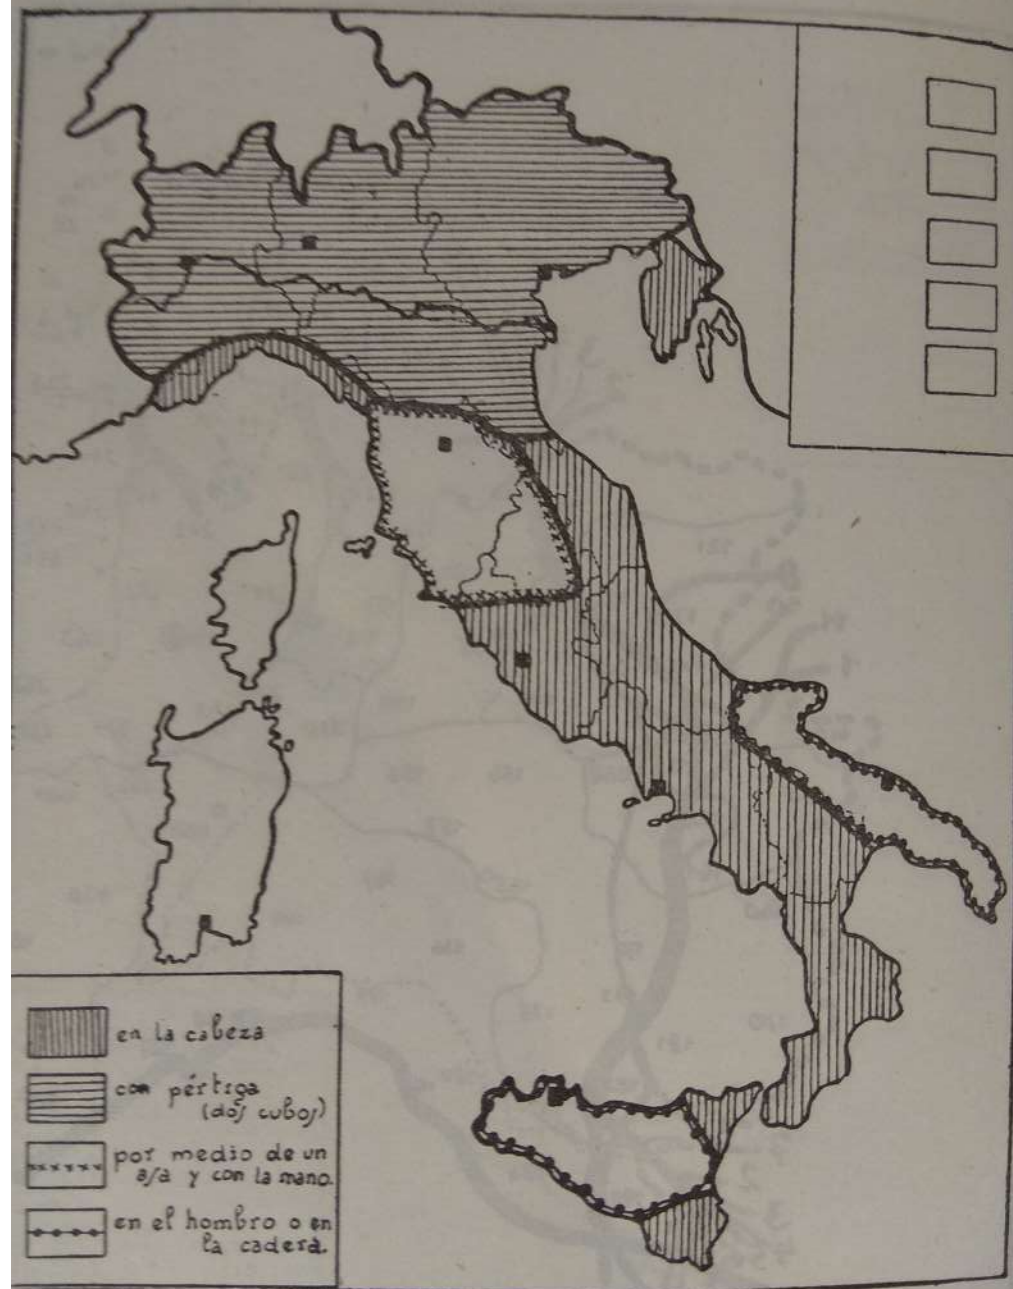 en la cabeza
con pértiga
(dos cubos)
por medio de un
asa y con la mano.
en el hombro o en
la cadera.